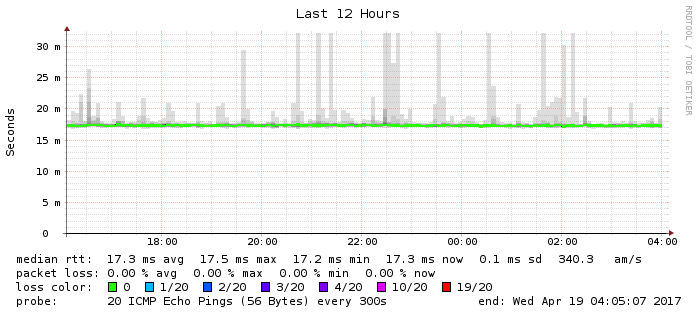 Last 12 Hours
RRDTOOL / TOBI OETIKER
Seconds
30 m
25 m
20 m
15 m
10 m
5 m
0
18:00 20:00 22:00 00:00 02:00 04:00
median rtt: 17.3 ms avg 17.5 ms max 17.2 ms min 17.3 ms now 0.1 ms sd 340.3 am/s
packet loss: 0.00 % avg 0.00 % max 0.00 % min 0.00 % now
loss color: 0 1/20 2/20 3/20 4/20 10/20 19/20
probe: 20 ICMP Echo Pings (56 Bytes) every 300s end: Wed Apr 19 04:05:07 2017